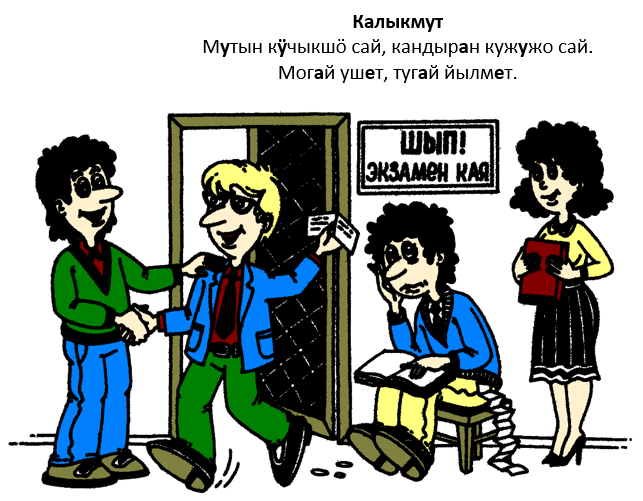 Калыкмут
Мутын кӱчыкшӧ сай, кандыран кужужо сай.
Могай ушет, тугай йылмет.
ШЫП!
ЭКЗАМЕН КАЯ